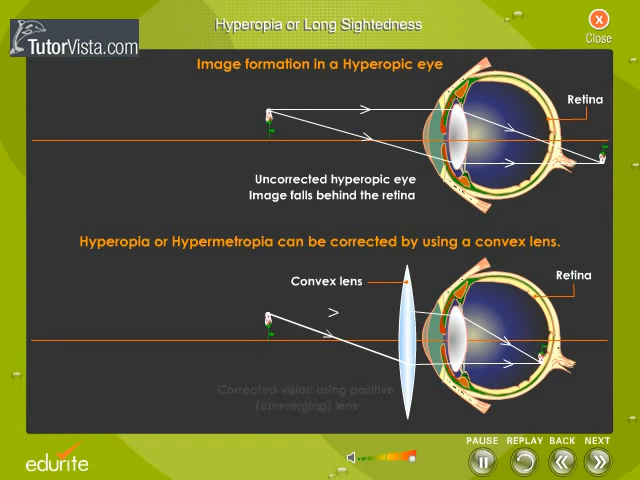 Hyperopia or Long Sightedness
X
Close
TutorVista.com
Image formation in a Hyperopic eye
Retina
Uncorrected hyperopic eye
Image falls behind the retina
Hyperopia or Hypermetropia can be corrected by using a convex lens.
Convex lens
Retina
Corrected vision using positive
(converging) lens
PAUSE REPLAY BACK NEXT
edurite